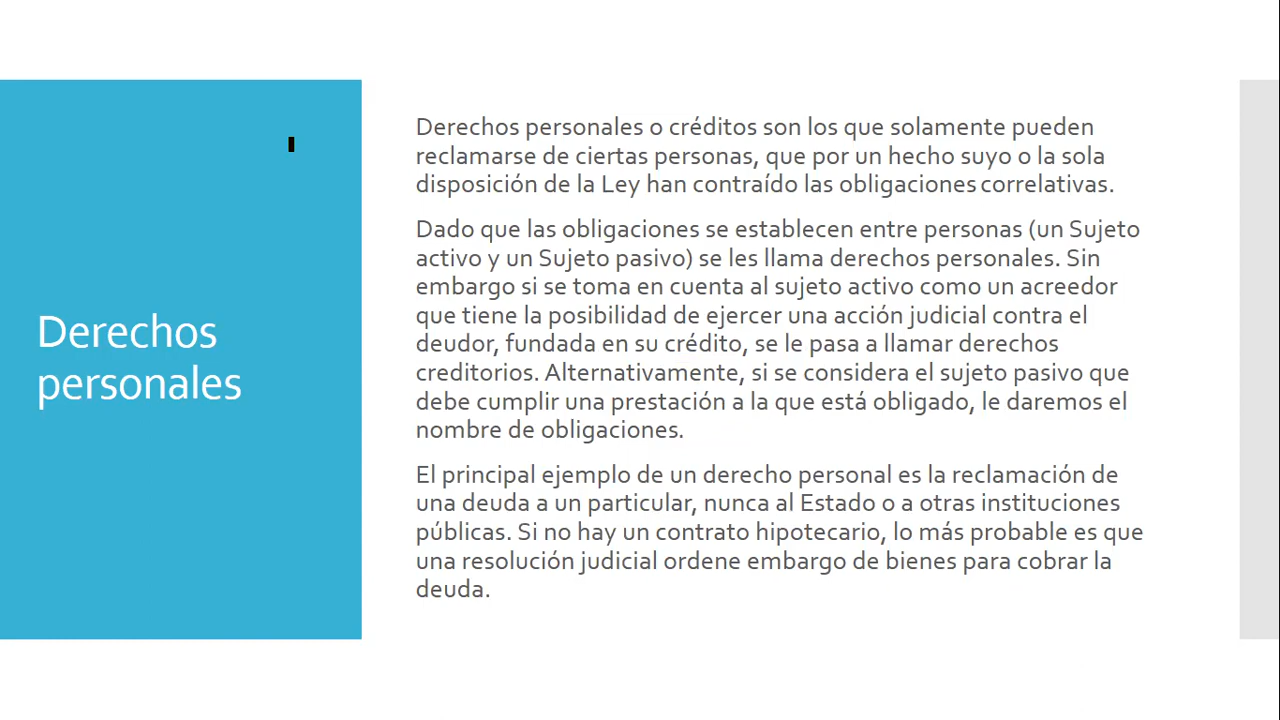 Derechos
personales
Derechos personales o créditos son los que solamente pueden
reclamarse de ciertas personas, que por un hecho suyo o la sola
disposición de la Ley han contraído las obligaciones correlativas.
Dado que las obligaciones se establecen entre personas (un Sujeto
activo y un Sujeto pasivo) se les llama derechos personales. Sin
embargo si se toma en cuenta al sujeto activo como un acreedor
que tiene la posibilidad de ejercer una acción judicial contra el
deudor, fundada en su crédito, se le pasa a llamar derechos
creditorios. Alternativamente, si se considera el sujeto pasivo que
debe cumplir una prestación a la que está obligado, le daremos el
nombre de obligaciones.
El principal ejemplo de un derecho personal es la reclamación de
una deuda a un particular, nunca al Estado o a otras instituciones
públicas. Si no hay un contrato hipotecario, lo más probable es que
una resolución judicial ordene embargo de bienes para cobrar la
deuda.